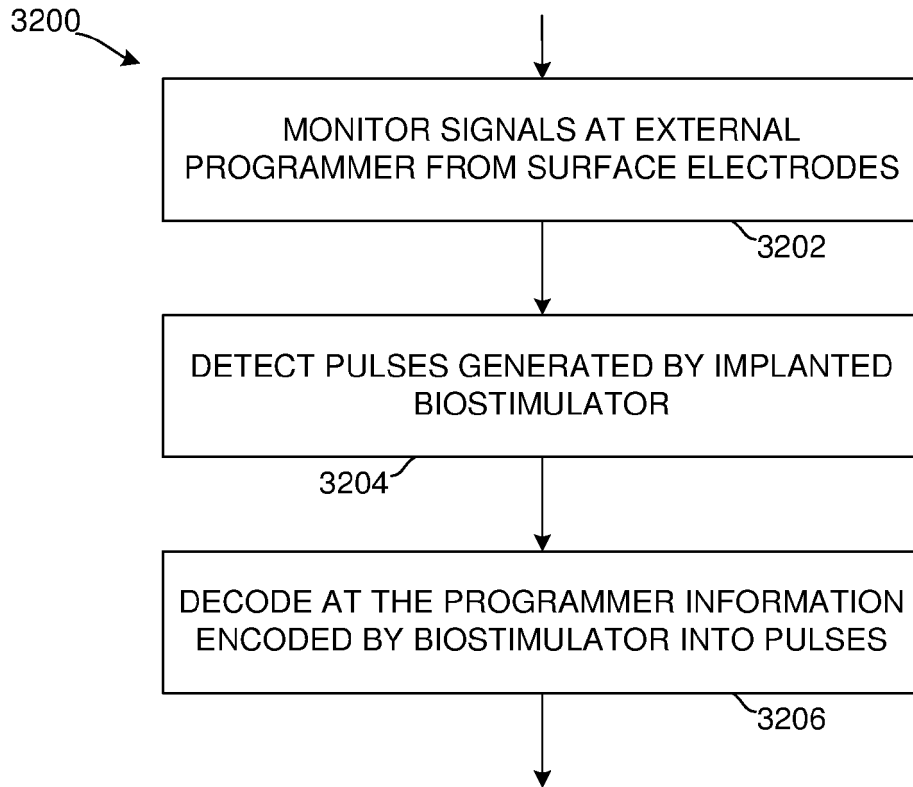 3200
MONITOR SIGNALS AT EXTERNAL
PROGRAMMER FROM SURFACE ELECTRODES
3202
DETECT PULSES GENERATED BY IMPLANTED
BIOSTIMULATOR
3204
DECODE AT THE PROGRAMMER INFORMATION
ENCODED BY BIOSTIMULATOR INTO PULSES
3206